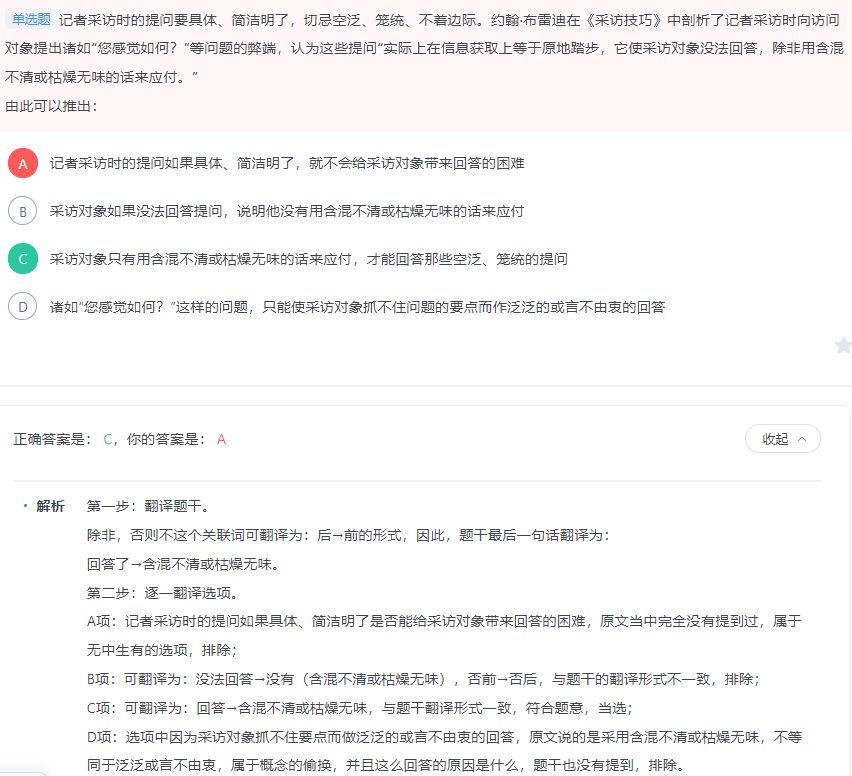 单选题 记者采访时的提问要具体、简洁明了，切忌空泛、笼统、不着边际。约翰·布雷迪在《采访技巧》中剖析了记者采访时向访问
对象提出诸如“您感觉如何？”等问题的弊端，认为这些提问“实际上在信息获取上等于原地踏步，它使采访对象没法回答，除非用含混
不清或枯燥无味的话来应付。”
由此可以推出：
A 记者采访时的提问如果具体、简洁明了，就不会给采访对象带来回答的困难
B 采访对象如果没法回答提问，说明他没有用含混不清或枯燥无味的话来应付
C 采访对象只有用含混不清或枯燥无味的话来应付，才能回答那些空泛、笼统的提问
D 诸如“您感觉如何？”这样的问题，只能使采访对象抓不住问题的要点而作泛泛的或言不由衷的回答
正确答案是： C，你的答案是： A
收起
解析 第一步：翻译题干。
除非，否则不这个关联词可翻译为：后→前的形式，因此，题干最后一句话翻译为：
回答了→含混不清或枯燥无味。
第二步：逐一翻译选项。
A项：记者采访时的提问如果具体、简洁明了是否能给采访对象带来回答的困难，原文当中完全没有提到过，属于
无中生有的选项，排除；
B项：可翻译为：没法回答→没有（含混不清或枯燥无味），否前→否后，与题干的翻译形式不一致，排除；
C项：可翻译为：回答→含混不清或枯燥无味，与题干翻译形式一致，符合题意，当选；
D项：选项中因为采访对象抓不住要点而做泛泛的或言不由衷的回答，原文说的是采用含混不清或枯燥无味，不等
同于泛泛或言不由衷，属于概念的偷换，并且这么回答的原因是什么，题干也没有提到，排除。